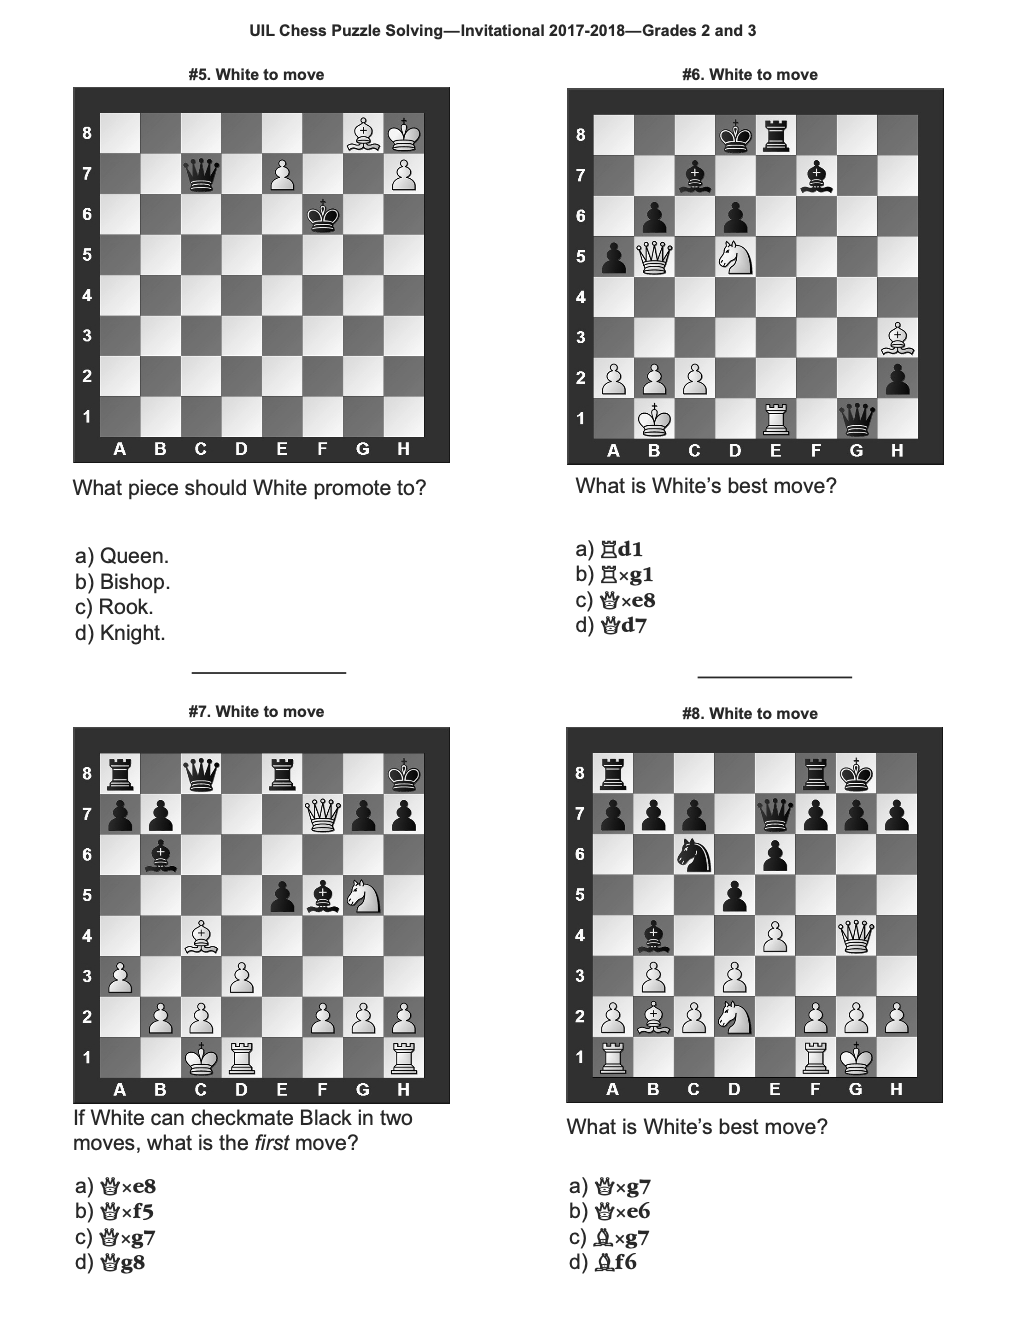 UIL Chess Puzzle Solving—Invitational 2017-2018—Grades 2 and 3
#5. White to move
8
7
6
5
4
3
2
1
A B C D E F G H
What piece should White promote to?
a) Queen.
b) Bishop.
c) Rook.
d) Knight.
#6. White to move
8
7
6
5
4
3
2
1
A B C D E F G H
What is White’s best move?
a) ♖d1
b) ♖×g1
c) ♕×e8
d) ♕d7
#7. White to move
8
7
6
5
4
3
2
1
A B C D E F G H
If White can checkmate Black in two
moves, what is the first move?
a) ♕×e8
b) ♕×f5
c) ♕×g7
d) ♕g8
#8. White to move
8
7
6
5
4
3
2
1
A B C D E F G H
What is White’s best move?
a) ♕×g7
b) ♕×e6
c) ♗×g7
d) ♗f6